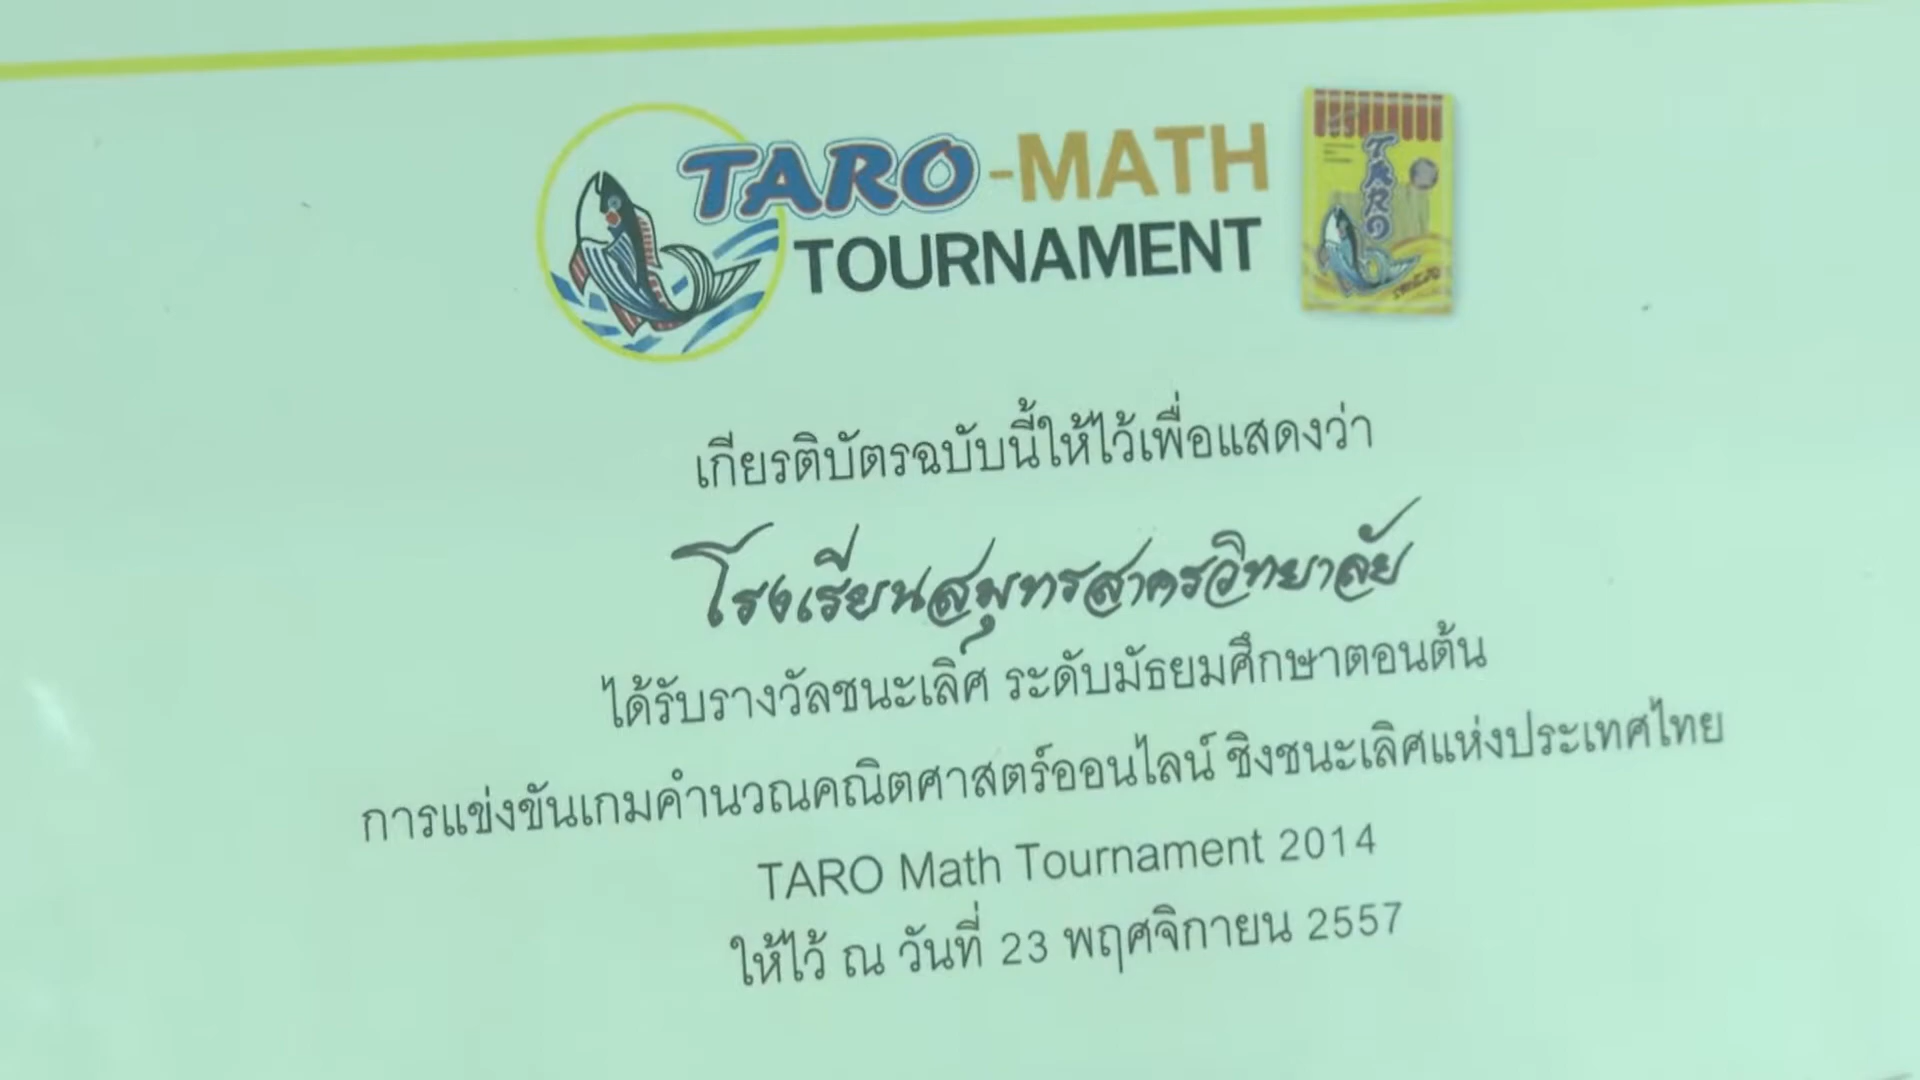 TARO-MATH
TOURNAMENT
TARO
เกียรติบัตรฉบับนี้ให้ไว้เพื่อแสดงว่า
โรงเรียนสมุทรสาครวิทยาลัย
ได้รับรางวัลชนะเลิศ ระดับมัธยมศึกษาตอนต้น
การแข่งขันเกมคำนวณคณิตศาสตร์ออนไลน์ ชิงชนะเลิศแห่งประเทศไทย
TARO Math Tournament 2014
ให้ไว้ ณ วันที่ 23 พฤศจิกายน 2557